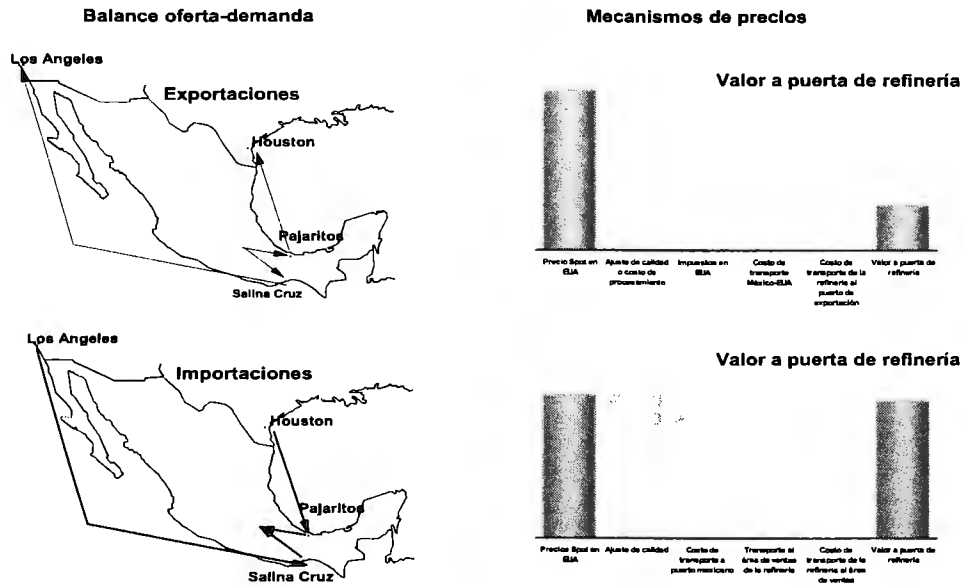 Balance oferta-demanda
Mecanismos de precios
Los Angeles
Exportaciones
Houston
Pajaritos
Salina Cruz
Valor a puerta de refinería
Precio Spot en
EUA
Ajuste de calidad
o costo de
procesamiento
Impuestos en
EUA
Costo de
transporte
México-EUA
Costo de
transporte de la
refinería al
puerto de
exportación
Valor a puerta de
refinería
Los Angeles
Importaciones
Houston
Pajaritos
Salina Cruz
Valor a puerta de refinería
Precios Spot en
EUA
Ajuste de calidad
Costo de
transporte a
puerto mexicano
Transporte al
área de ventas
de la refinería
Costo de
transporte de la
refinería al área
de ventas
Valor a puerta de
refinería